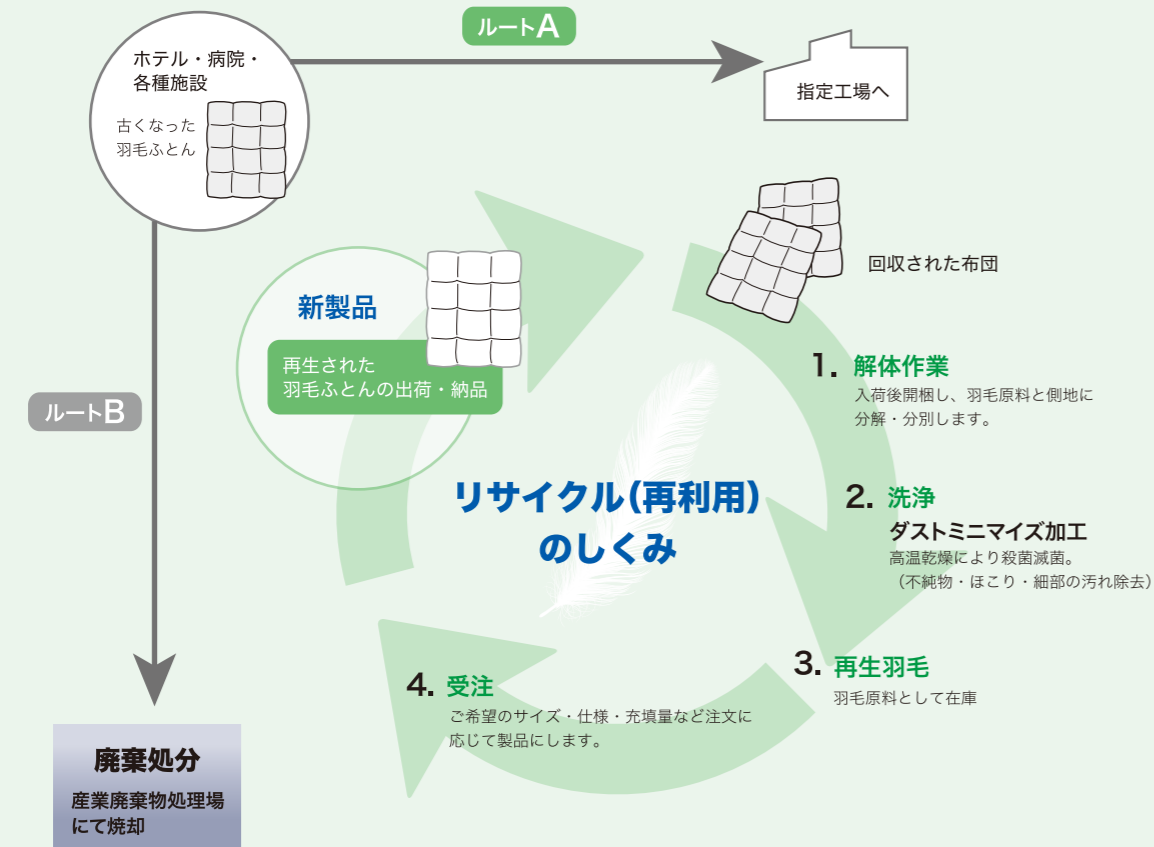 ルートA
ホテル・病院・
各種施設
古くなった
羽毛ふとん
指定工場へ
回収された布団
新製品
再生された
羽毛ふとんの出荷・納品
ルートB
1. 解体作業
入荷後開梱し、羽毛原料と側地に
分解・分別します。
リサイクル(再利用)
のしくみ
2. 洗浄
ダストミニマイズ加工
高温乾燥により殺菌滅菌。
（不純物・ほこり・細部の汚れ除去）
3. 再生羽毛
羽毛原料として在庫
4. 受注
ご希望のサイズ・仕様・充填量など注文に
応じて製品にします。
廃棄処分
産業廃棄物処理場
にて焼却